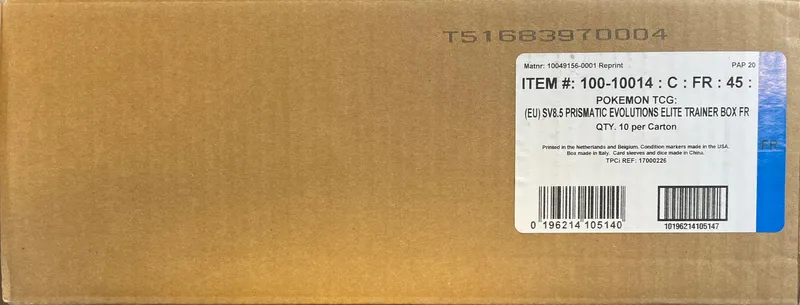 T51683970004
Matnr: 10049156-0001 Reprint PAP 20
ITEM #: 100-10014 : C : FR : 45 :
POKEMON TCG:
(EU) SV8.5 PRISMATIC EVOLUTIONS ELITE TRAINER BOX FR
QTY. 10 per Carton
FR
Printed in the Netherlands and Belgium. Condition markers made in the USA.
Box made in Italy. Card sleeves and dice made in China.
TPCi REF: 17000226
0 196214 105140
10196214105147